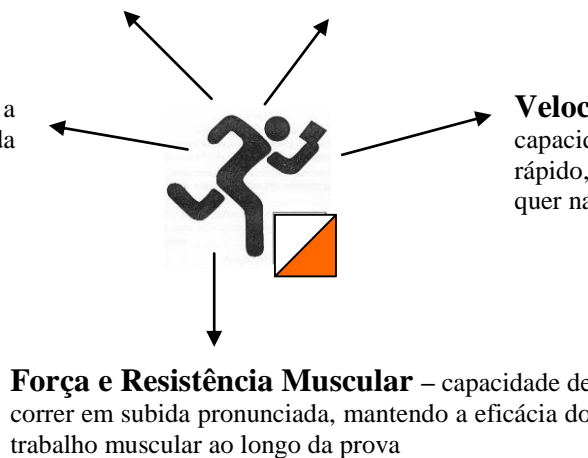 a
da
Veloc
capacid
rápido,
quer na
Força e Resistência Muscular – capacidade de
correr em subida pronunciada, mantendo a eficácia do
trabalho muscular ao longo da prova